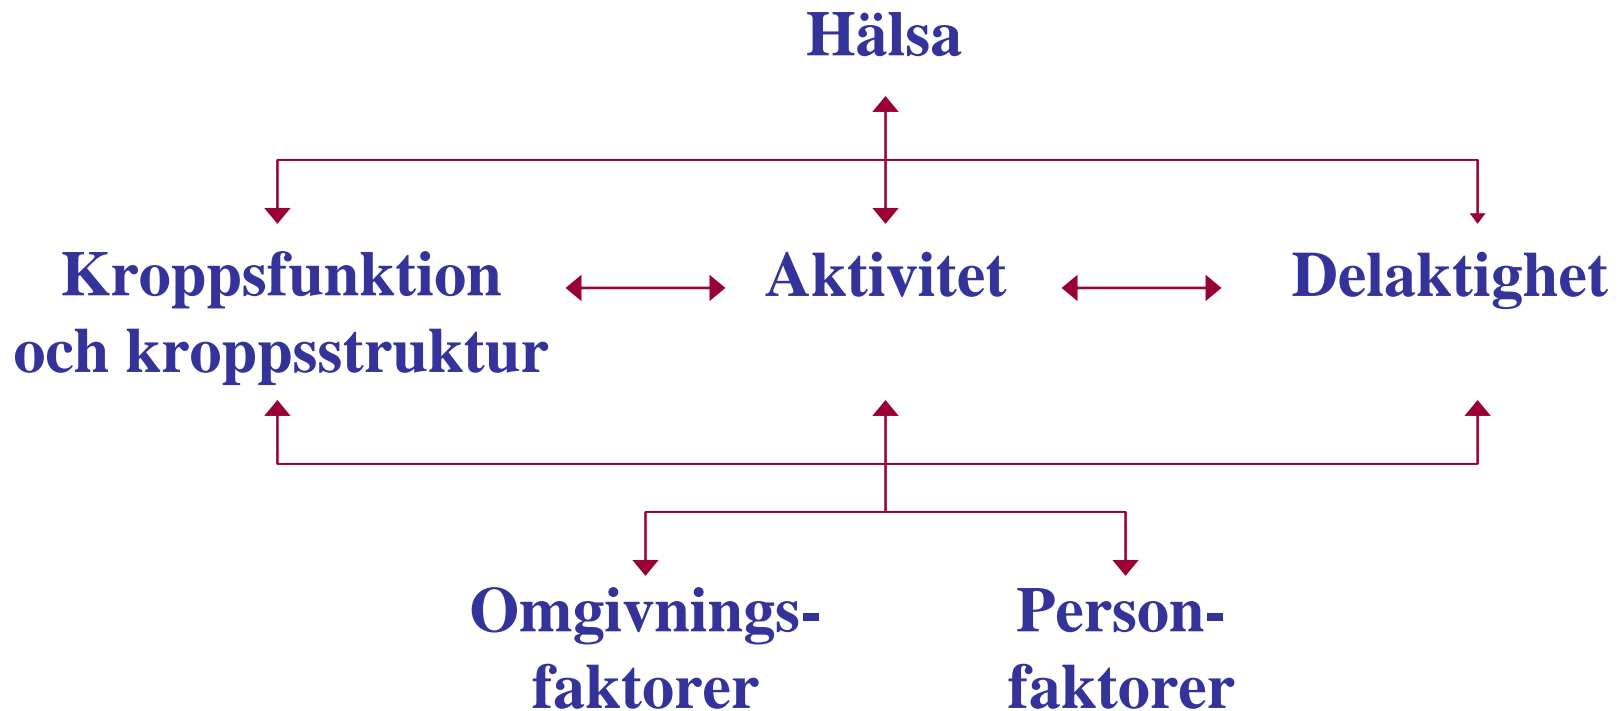 Hälsa
Kroppsfunktion
och kroppsstruktur
Aktivitet
Delaktighet
Omgivnings-
faktorer
Person-
faktorer